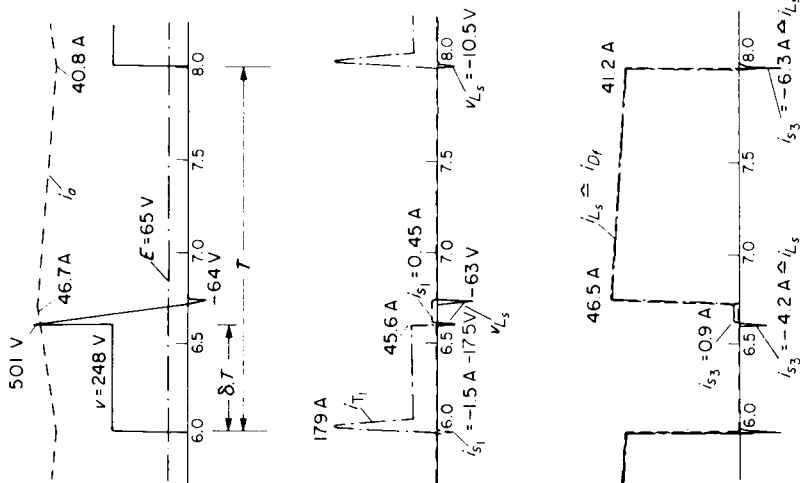 501 V
46.7 A
40.8 A
i_a
v=248 V
E=65 V
-64 V
δT
T
6.0
6.5
7.0
7.5
8.0
179 A
i_T1
45.6 A
i_s1 = 0.45 A
i_s1 = -1.5 A
-175V
-63 V
v_Ls
v_Ls = -10.5 V
6.0
6.5
7.0
7.5
8.0
46.5 A
i_Ls ≏ i_Df
41.2 A
i_s3 = 0.9 A
i_s3 = -4.2 A ≏ i_Ls
i_s3 = -6.3 A ≏ i_Ls
6.0
6.5
7.0
7.5
8.0